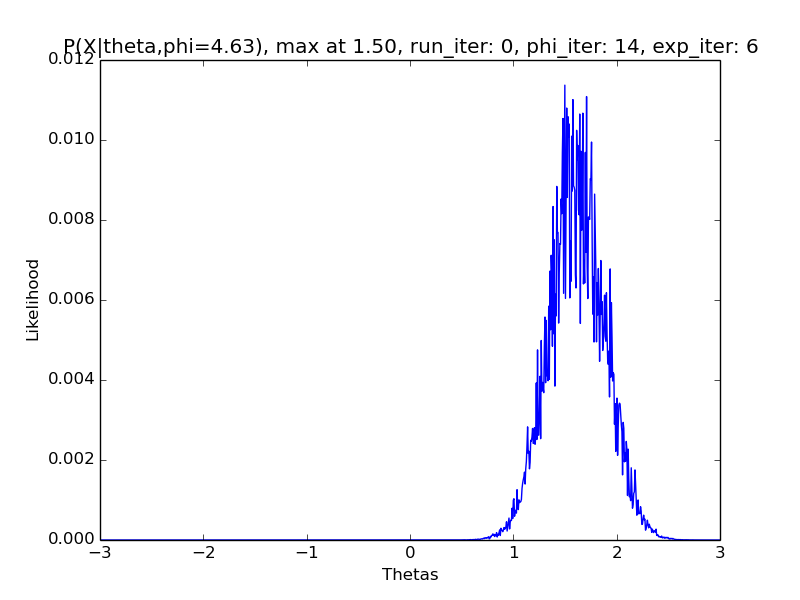 P(X|theta,phi=4.63), max at 1.50, run_iter: 0, phi_iter: 14, exp_iter: 6
0.012
0.010
0.008
0.006
0.004
0.002
0.000
Likelihood
−3 −2 −1 0 1 2 3
Thetas